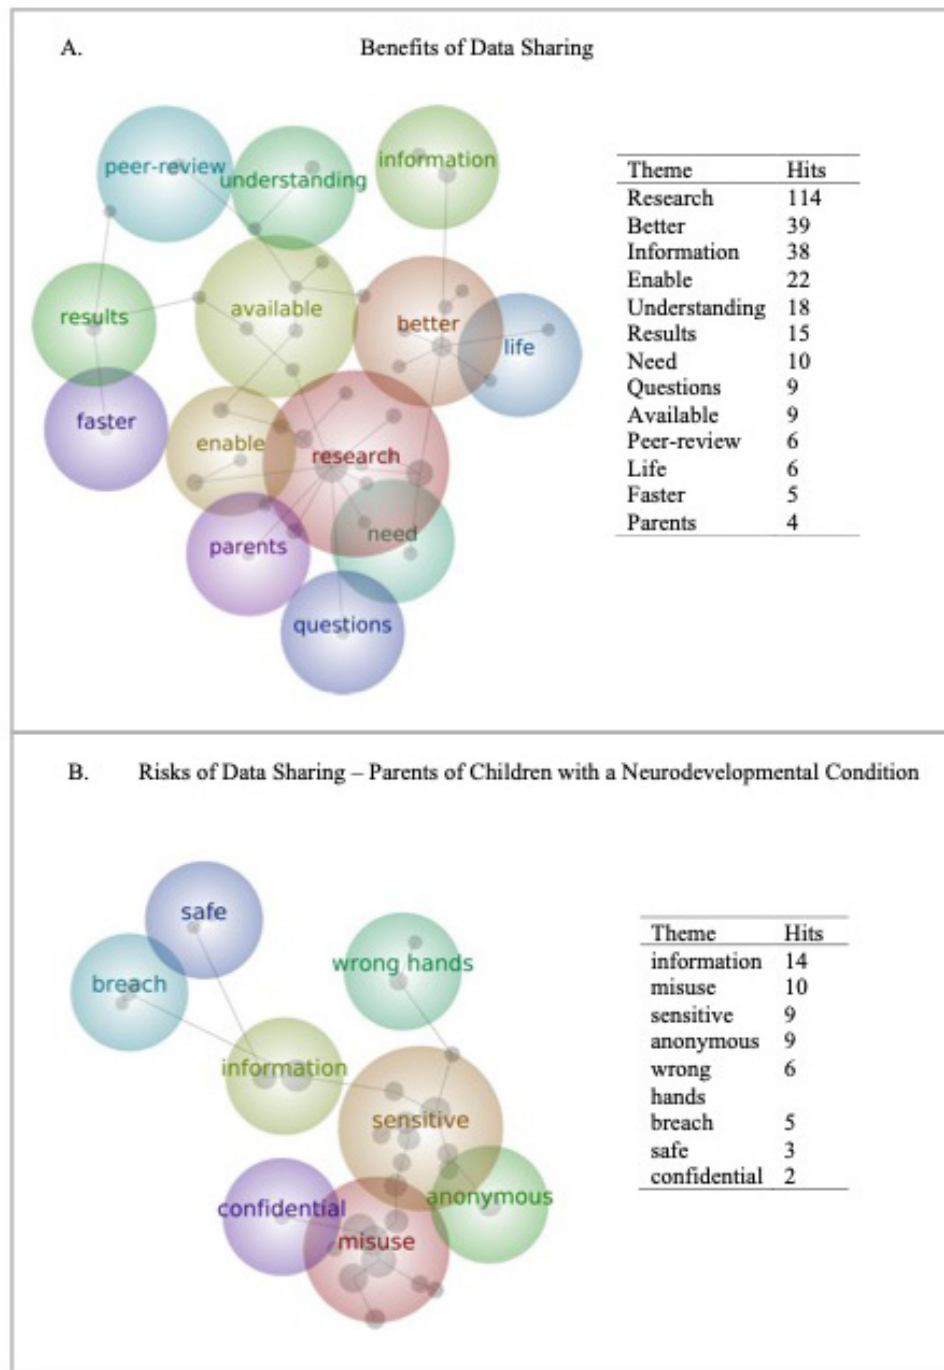 A. Benefits of Data Sharing
peer-review
understanding
information
results
available
better
life
faster
enable
research
parents
need
questions
Theme Hits
Research 114
Better 39
Information 38
Enable 22
Understanding 18
Results 15
Need 10
Questions 9
Available 9
Peer-review 6
Life 6
Faster 5
Parents 4
B. Risks of Data Sharing – Parents of Children with a Neurodevelopmental Condition
safe
breach
wrong hands
information
sensitive
confidential
anonymous
misuse
Theme Hits
information 14
misuse 10
sensitive 9
anonymous 9
wrong 6
hands
breach 5
safe 3
confidential 2